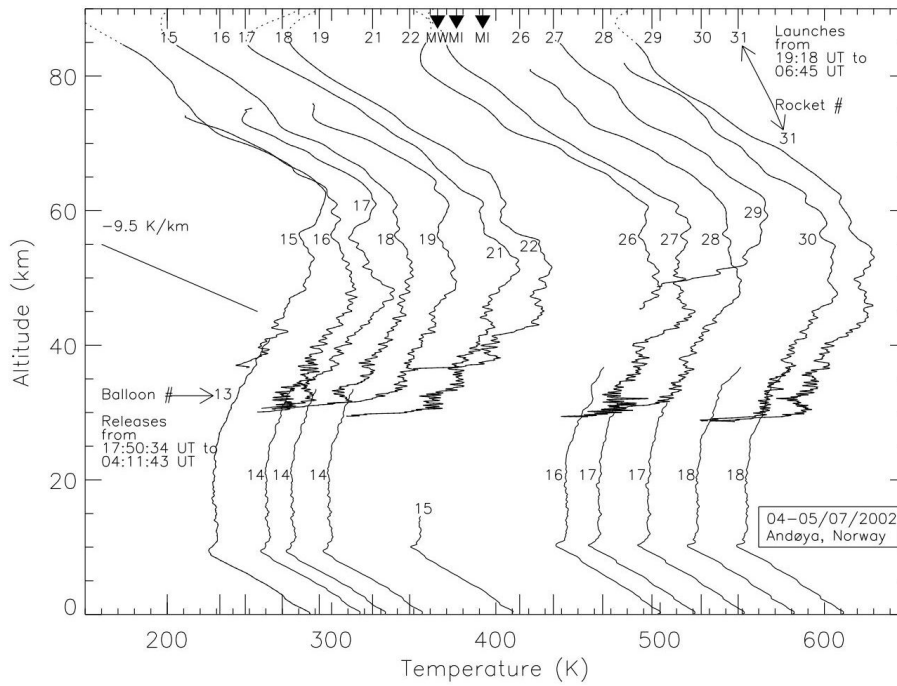 15 16 17 18 19 21 22 MW MMI MI 26 27 28 29 30 31
Launches
from
19:18 UT to
06:45 UT
Rocket #
31
80
60
40
20
0
Altitude (km)
-9.5 K/km
15 16 17 18 19 21 22 26 27 28 29 30
Balloon # 13
Releases
from
17:50:34 UT to
04:11:43 UT
14 14 14 15 16 17 17 18 18
04-05/07/2002
Andøya, Norway
200 300 400 500 600
Temperature (K)